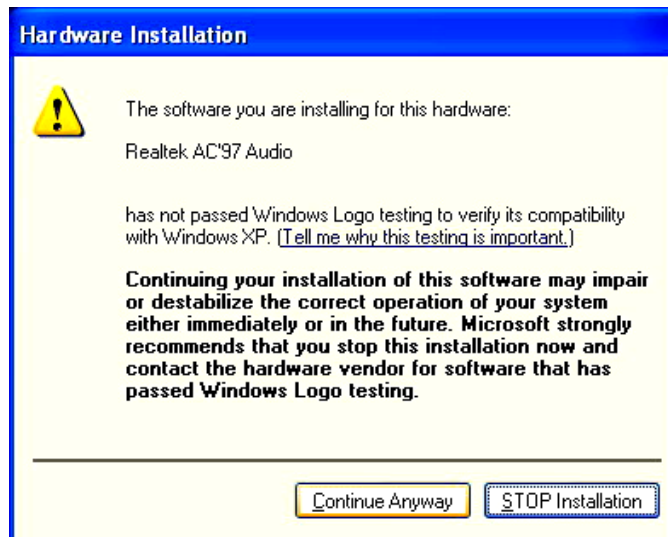 Hardware Installation
The software you are installing for this hardware:
Realtek AC'97 Audio
has not passed Windows Logo testing to verify its compatibility
with Windows XP. (Tell me why this testing is important.)
Continuing your installation of this software may impair
or destabilize the correct operation of your system
either immediately or in the future. Microsoft strongly
recommends that you stop this installation now and
contact the hardware vendor for software that has
passed Windows Logo testing.
Continue Anyway STOP Installation